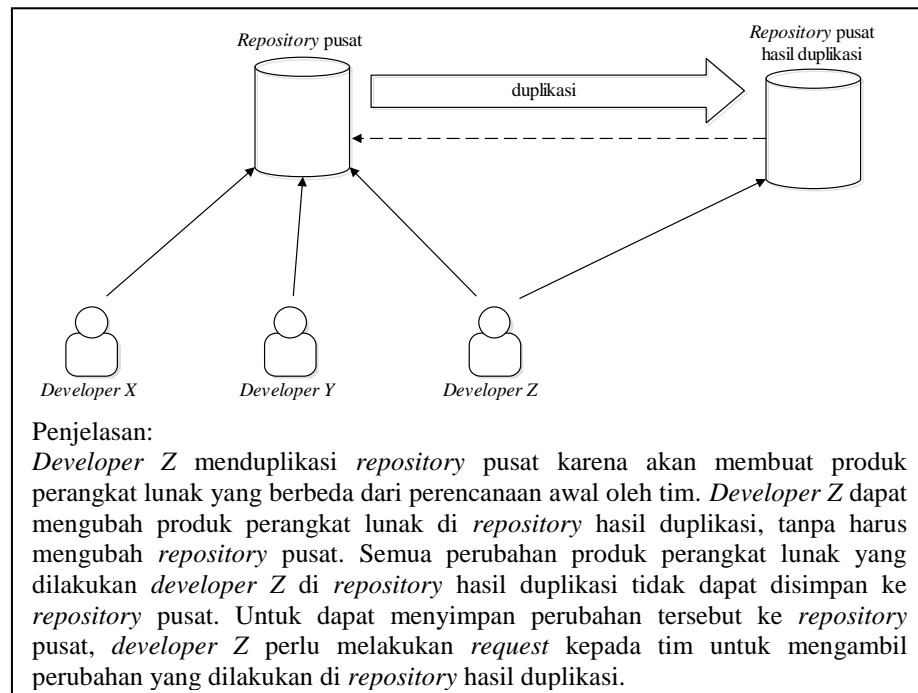 Repository pusat
Repository pusat
hasil duplikasi
duplikasi
Developer X
Developer Y
Developer Z
Penjelasan:
Developer Z menduplikasi repository pusat karena akan membuat produk
perangkat lunak yang berbeda dari perencanaan awal oleh tim. Developer Z dapat
mengubah produk perangkat lunak di repository hasil duplikasi, tanpa harus
mengubah repository pusat. Semua perubahan produk perangkat lunak yang
dilakukan developer Z di repository hasil duplikasi tidak dapat disimpan ke
repository pusat. Untuk dapat menyimpan perubahan tersebut ke repository
pusat, developer Z perlu melakukan request kepada tim untuk mengambil
perubahan yang dilakukan di repository hasil duplikasi.